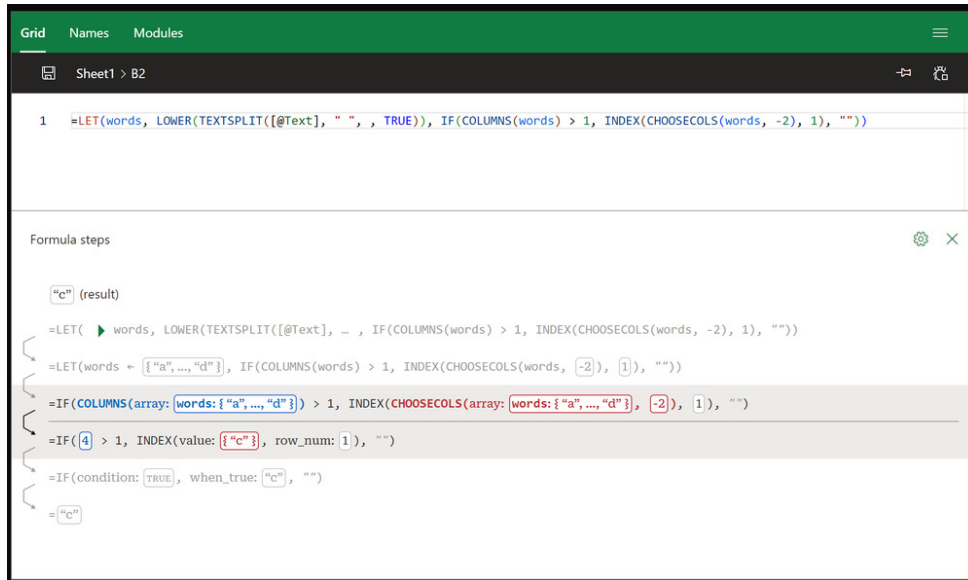 Grid Names Modules
Sheet1 > B2
1 =LET(words, LOWER(TEXTSPLIT([@Text], " ", , TRUE)), IF(COLUMNS(words) > 1, INDEX(CHOOSECOLS(words, -2), 1), ""))
Formula steps
“c” (result)
=LET( words, LOWER(TEXTSPLIT([@Text], … , IF(COLUMNS(words) > 1, INDEX(CHOOSECOLS(words, -2), 1), ""))
=LET(words ← {“a”, ..., “d”}, IF(COLUMNS(words) > 1, INDEX(CHOOSECOLS(words, -2), 1), ""))
=IF(COLUMNS(array: words: {“a”, ..., “d”}) > 1, INDEX(CHOOSECOLS(array: words: {“a”, ..., “d”}, -2), 1), "")
=IF(4 > 1, INDEX(value: {“c”}, row_num: 1), "")
=IF(condition: TRUE, when_true: “c”, "")
=“c”